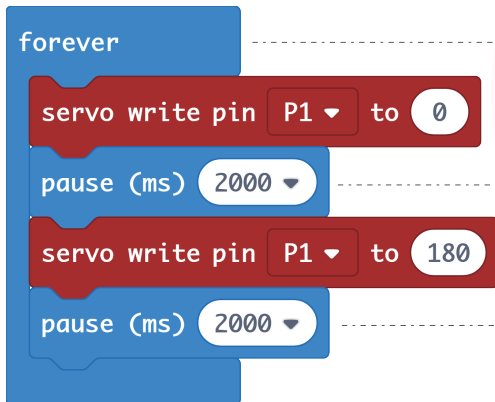 forever
servo write pin P1 to 0
pause (ms) 2000
servo write pin P1 to 180
pause (ms) 2000